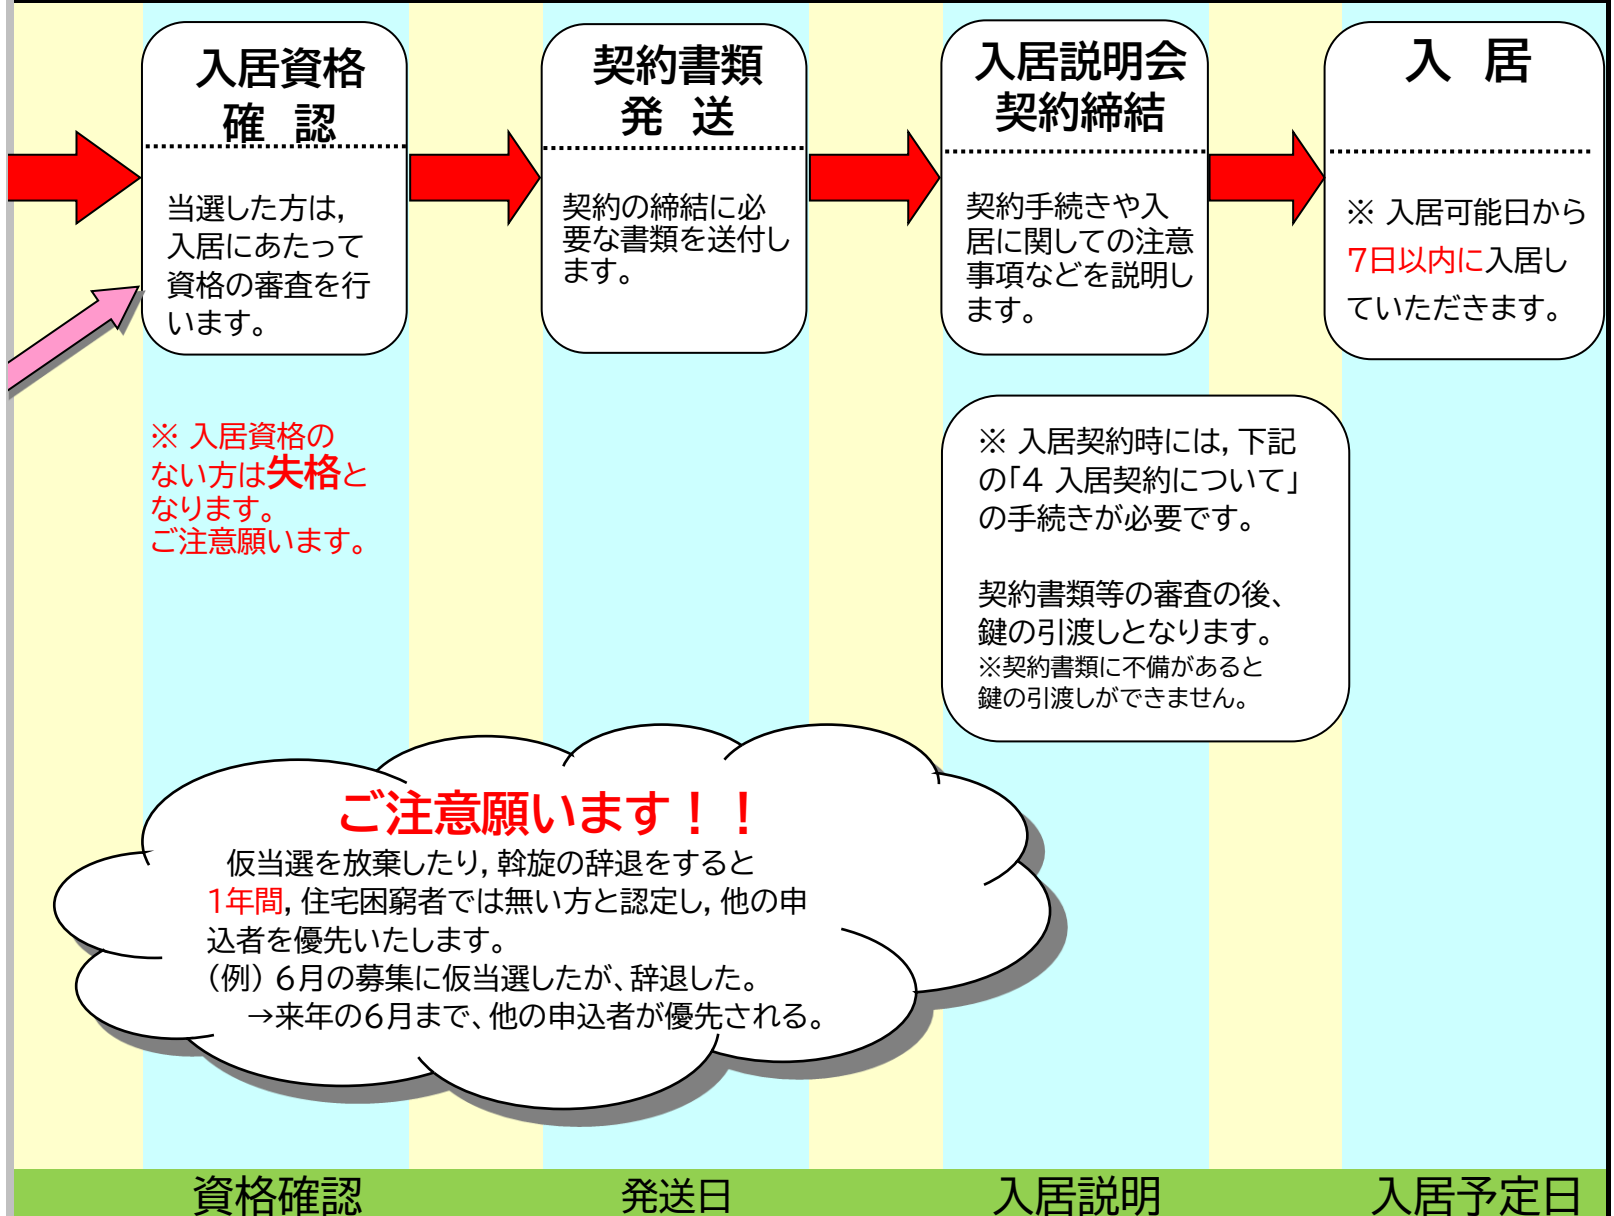 入居資格
確 認
当選した方は，
入居にあたって
資格の審査を行
います。
契約書類
発 送
契約の締結に必
要な書類を送付し
ます。
入居説明会
契約締結
契約手続きや入
居に関しての注意
事項などを説明し
ます。
入 居
※ 入居可能日から
7日以内に入居し
ていただきます。
※ 入居資格の
ない方は失格と
なります。
ご注意願います。
※ 入居契約時には，下記
の「4 入居契約について」
の手続きが必要です。
契約書類等の審査の後、
鍵の引渡しとなります。
※契約書類に不備があると
鍵の引渡しができません。
ご注意願います！！
仮当選を放棄したり，斡旋の辞退をすると
1年間，住宅困窮者では無い方と認定し，他の申
込者を優先いたします。
（例） 6月の募集に仮当選したが、辞退した。
→来年の6月まで、他の申込者が優先される。
資格確認
発送日
入居説明
入居予定日